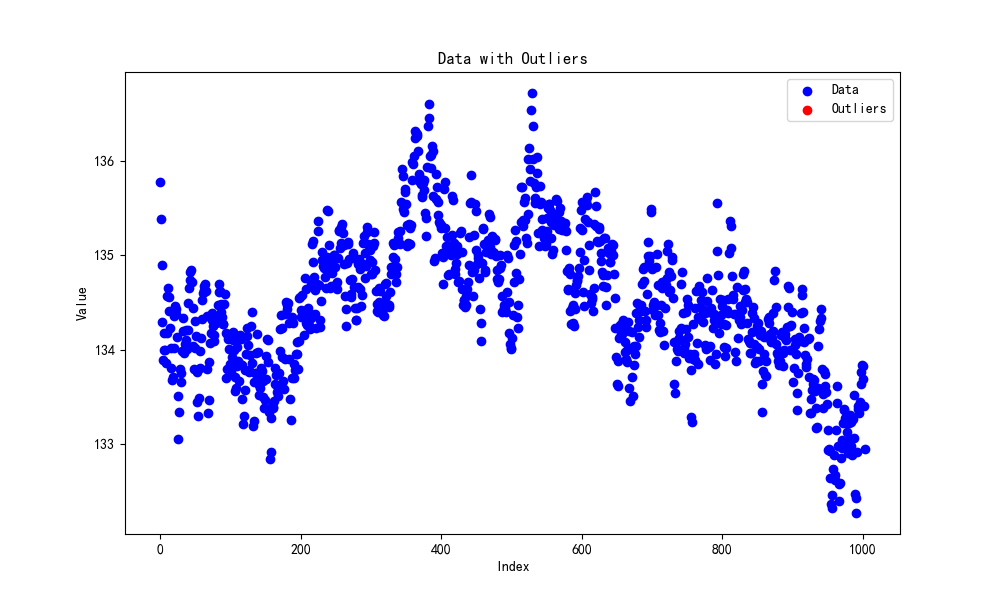 Data with Outliers
Data
Outliers
136
135
134
133
Value
0 200 400 600 800 1000
Index